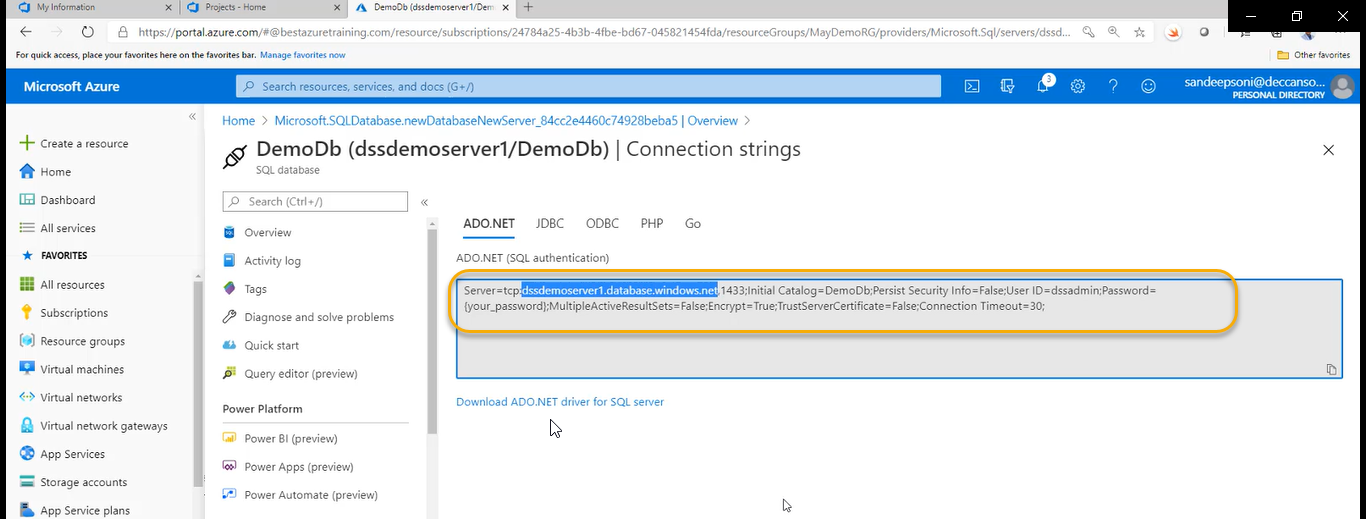 My Information
Projects - Home
DemoDb (dssdemoserver1/Dem
https://portal.azure.com/#@bestazuretraining.com/resource/subscriptions/24784a25-4b3b-4fbe-bd67-045821454fda/resourceGroups/MayDemoRG/providers/Microsoft.Sql/servers/dssd...
For quick access, place your favorites here on the favorites bar. Manage favorites now
Other favorites
Microsoft Azure
Search resources, services, and docs (G+/)
3
sandeepsoni@deccanso...
PERSONAL DIRECTORY
Home > Microsoft.SQLDatabase.newDatabaseNewServer_84cc2e4460c74928beba5 | Overview >
Create a resource
Home
Dashboard
All services
FAVORITES
All resources
Subscriptions
Resource groups
Virtual machines
Virtual networks
Virtual network gateways
App Services
Storage accounts
App Service plans
DemoDb (dssdemoserver1/DemoDb) | Connection strings
SQL database
Search (Ctrl+/)
Overview
Activity log
Tags
Diagnose and solve problems
Quick start
Query editor (preview)
Power Platform
Power BI (preview)
Power Apps (preview)
Power Automate (preview)
ADO.NET JDBC ODBC PHP Go
ADO.NET (SQL authentication)
Server=tcp:dssdemoserver1.database.windows.net,1433;Initial Catalog=DemoDb;Persist Security Info=False;User ID=dssadmin;Password=
{your_password};MultipleActiveResultSets=False;Encrypt=True;TrustServerCertificate=False;Connection Timeout=30;
Download ADO.NET driver for SQL server